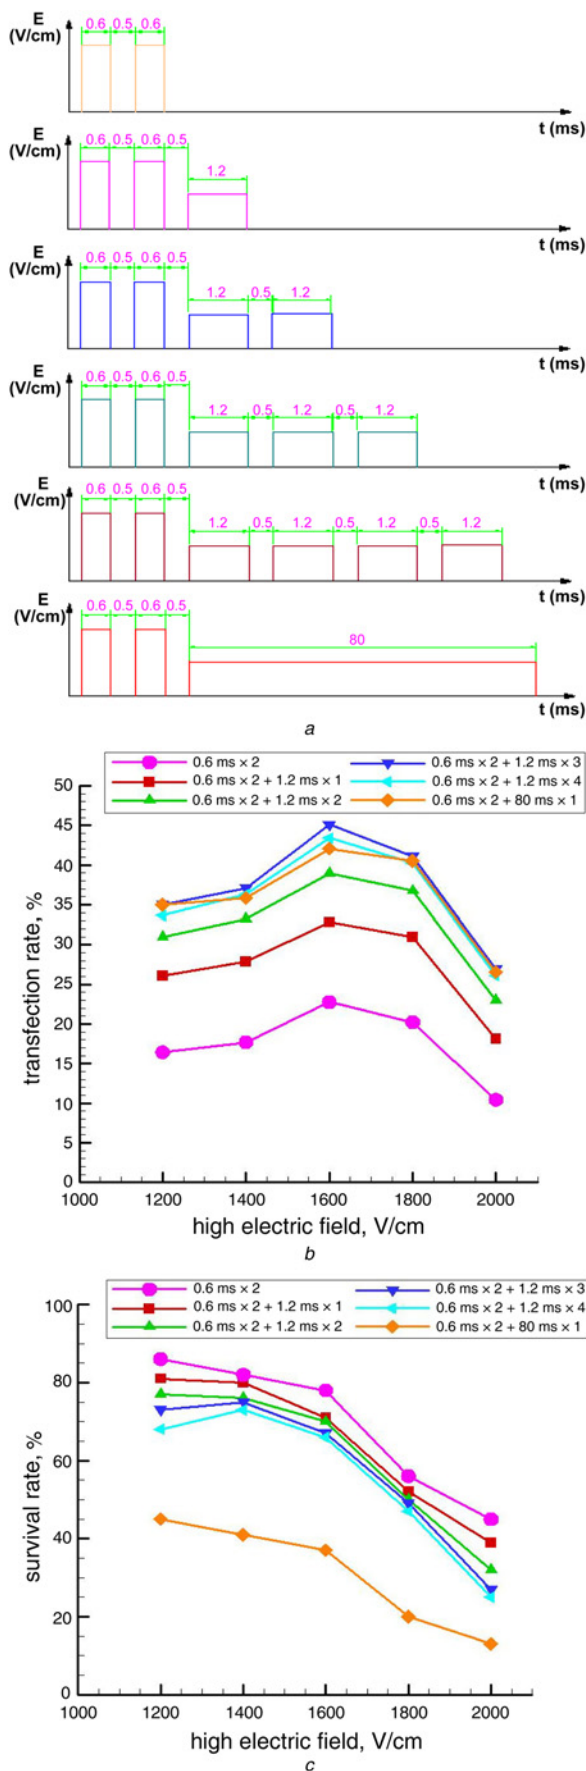 E
(V/cm)
0.6 0.5 0.6
t (ms)
E
(V/cm)
0.6 0.5 0.6 0.5
1.2
t (ms)
E
(V/cm)
0.6 0.5 0.6 0.5
1.2 0.5 1.2
t (ms)
E
(V/cm)
0.6 0.5 0.6 0.5
1.2 0.5 1.2 0.5 1.2
t (ms)
E
(V/cm)
0.6 0.5 0.6 0.5
1.2 0.5 1.2 0.5 1.2 0.5 1.2
t (ms)
E
(V/cm)
0.6 0.5 0.6 0.5
80
t (ms)
a
0.6 ms × 2
0.6 ms × 2 + 1.2 ms × 1
0.6 ms × 2 + 1.2 ms × 2
0.6 ms × 2 + 1.2 ms × 3
0.6 ms × 2 + 1.2 ms × 4
0.6 ms × 2 + 80 ms × 1
transfection rate, %
50
45
40
35
30
25
20
15
10
5
0
1000 1200 1400 1600 1800 2000
high electric field, V/cm
b
0.6 ms × 2
0.6 ms × 2 + 1.2 ms × 1
0.6 ms × 2 + 1.2 ms × 2
0.6 ms × 2 + 1.2 ms × 3
0.6 ms × 2 + 1.2 ms × 4
0.6 ms × 2 + 80 ms × 1
survival rate, %
100
80
60
40
20
0
1000 1200 1400 1600 1800 2000
high electric field, V/cm
c